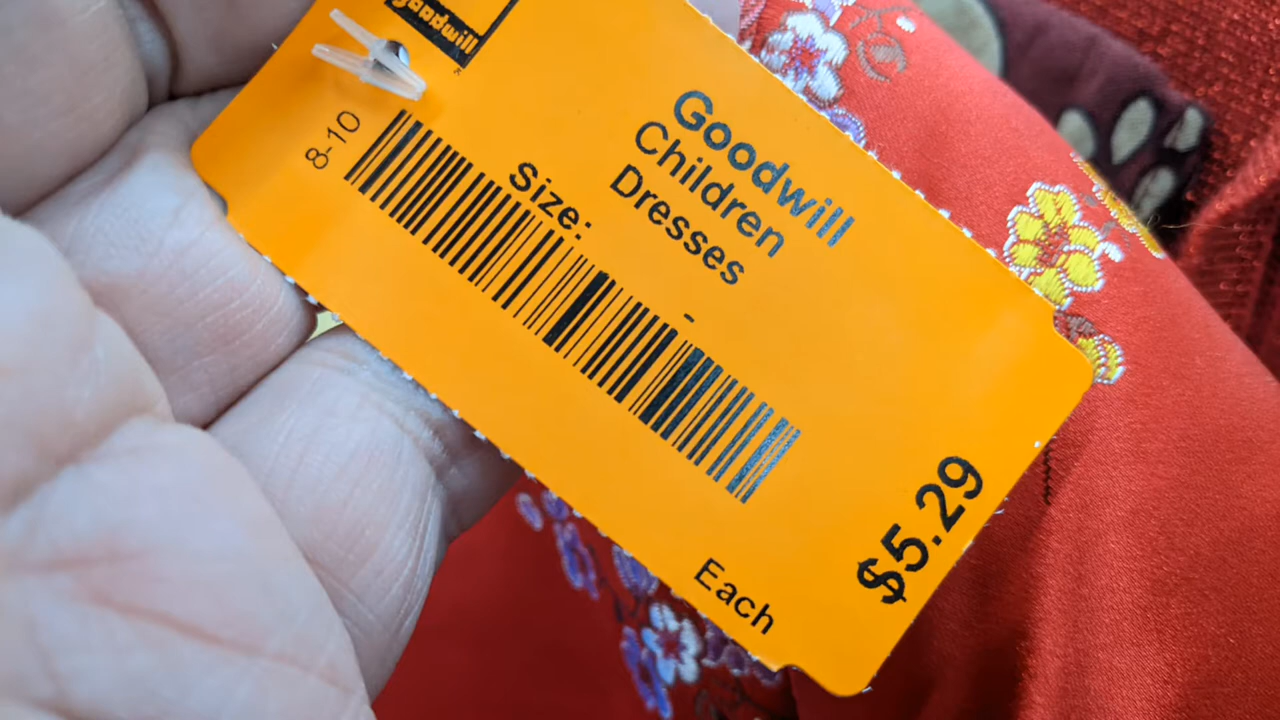 goodwill
Goodwill
Children
Dresses
Size:
-
8-10
Each
$5.29